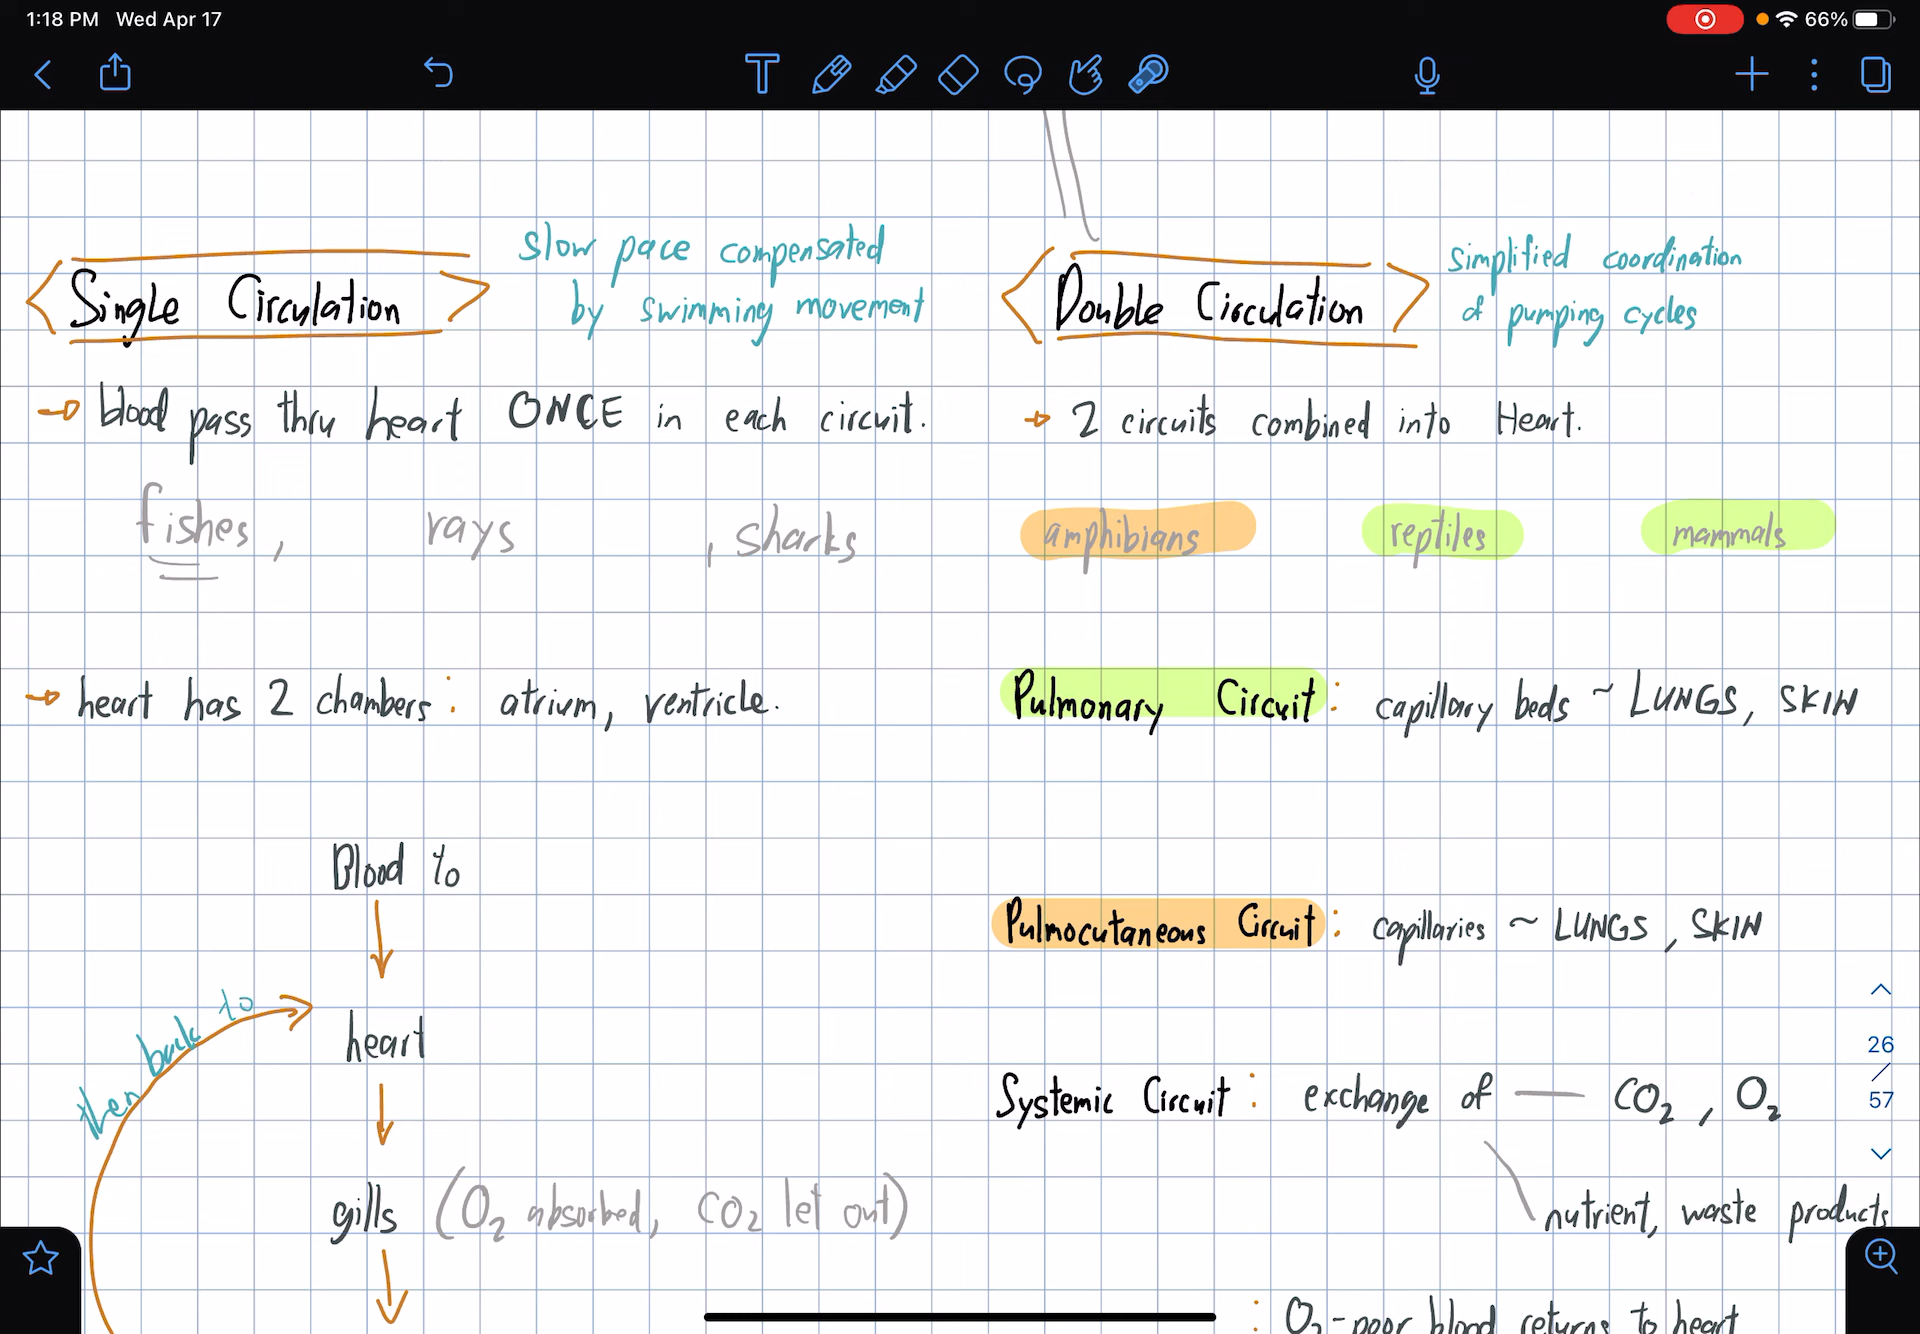 1:18 PM Wed Apr 17
66%
Single Circulation
slow pace compensated
by swimming movement
→ blood pass thru heart ONCE in each circuit.
fishes, rays , sharks
→ heart has 2 chambers : atrium, ventricle.
Blood to
heart
then back to
gills (O₂ absorbed, CO₂ let out)
Double Circulation
simplified coordination
of pumping cycles
→ 2 circuits combined into Heart.
amphibians reptiles mammals
Pulmonary Circuit : capillary beds ~ LUNGS, SKIN
Pulmocutaneous Circuit : capillaries ~ LUNGS , SKIN
Systemic Circuit : exchange of — CO₂ , O₂
nutrient, waste products
: O₂-poor blood returns to heart
26
/
57